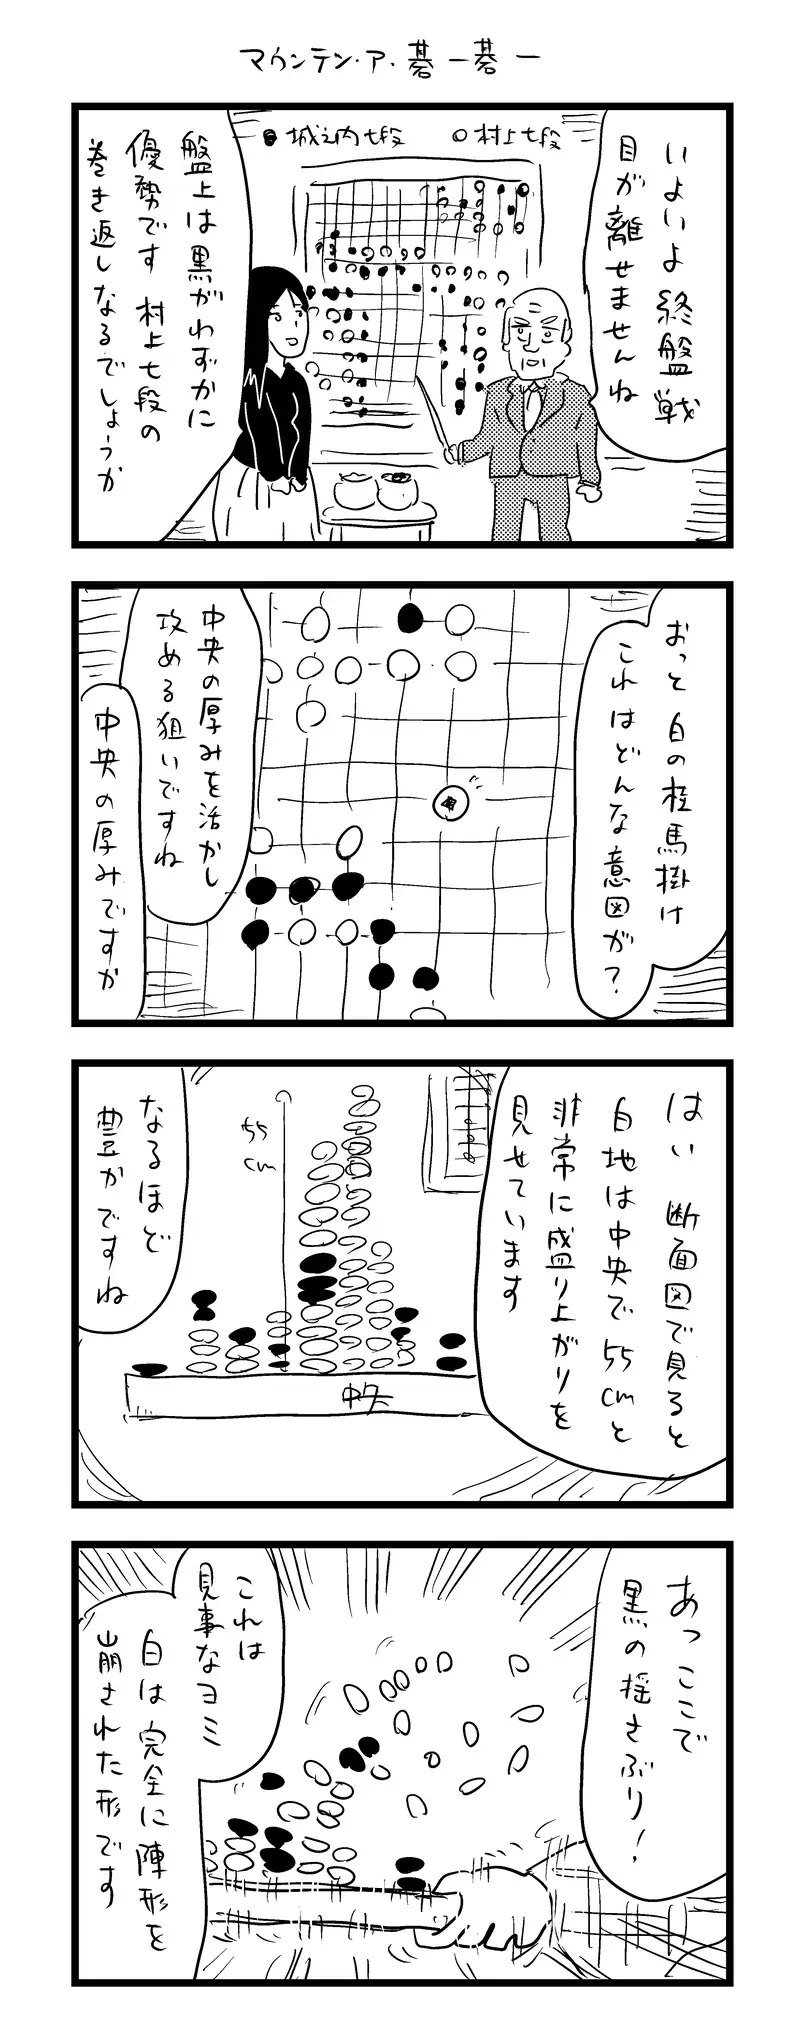 マウンテン・ア・碁ー碁ー
いよいよ 終盤戦
目が離せませんね
●城之内七段
○村上七段
盤上は黒がわずかに
優勢です 村上七段の
巻き返しなるでしょうか
おっと 白の桂馬掛け
これはどんな意図が?
中央の厚みを活かし
攻める狙いですね
中央の厚みですか
はい 断面図で見ると
白地は中央で55cmと
非常に盛り上がりを
見せています
55
cm
中央
なるほど
豊かですね
あっ ここで
黒の揺さぶり!
これは
見事なヨミ
白は完全に陣形を
崩された形です